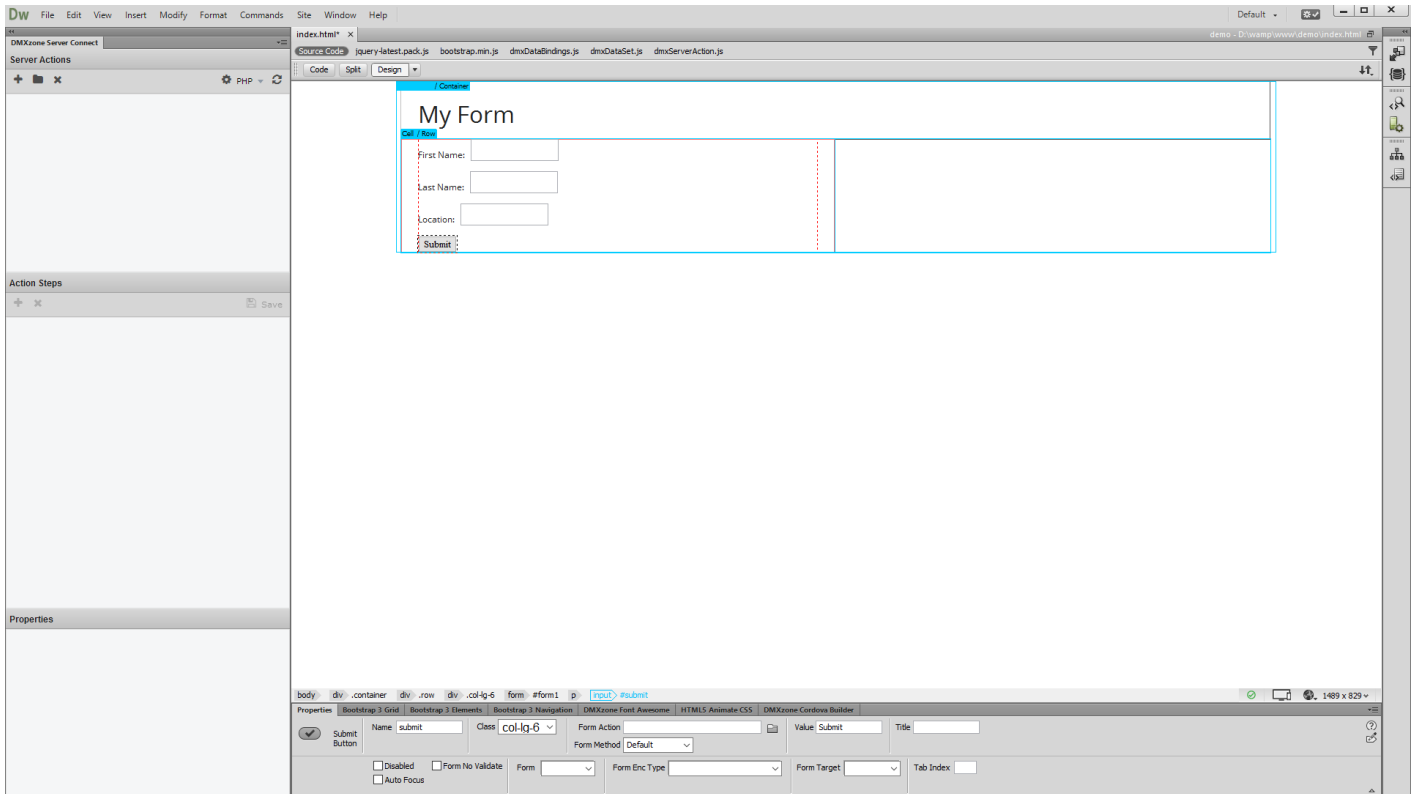 Dw File Edit View Insert Modify Format Commands Site Window Help Default
index.html* demo - D:\wamp\www\demo\index.html
DMXzone Server Connect
Source Code jquery-latest.pack.js bootstrap.min.js dmxDataBindings.js dmxDataSet.js dmxServerAction.js
Server Actions
Code Split Design
PHP
/ Container
My Form
Cell / Row
First Name:
Last Name:
Location:
Submit
Action Steps
Save
Properties
body div .container div .row div .col-lg-6 form #form1 p input #submit 1489 x 829
Properties Bootstrap 3 Grid Bootstrap 3 Elements Bootstrap 3 Navigation DMXzone Font Awesome HTML5 Animate CSS DMXzone Cordova Builder
Submit Button
Name submit Class col-lg-6 Form Action Value Submit Title
Form Method Default
Disabled Form No Validate Form Form Enc Type Form Target Tab Index
Auto Focus